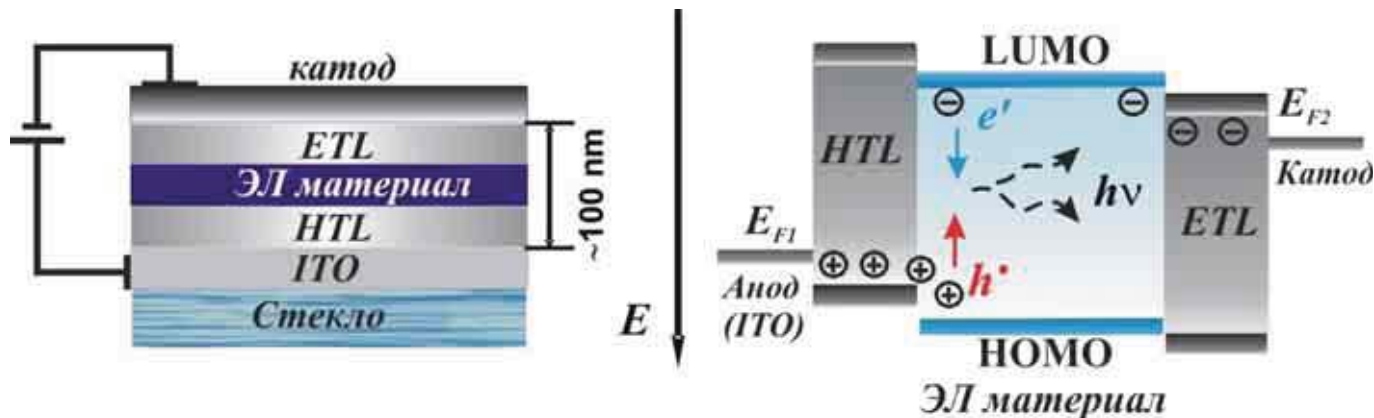 катод
ETL
ЭЛ материал
HTL
ITO
Стекло
~100 nm
E
LUMO
HTL
e'
hν
E_F1
h•
Анод
(ITO)
E_F2
Катод
ETL
HOMO
ЭЛ материал